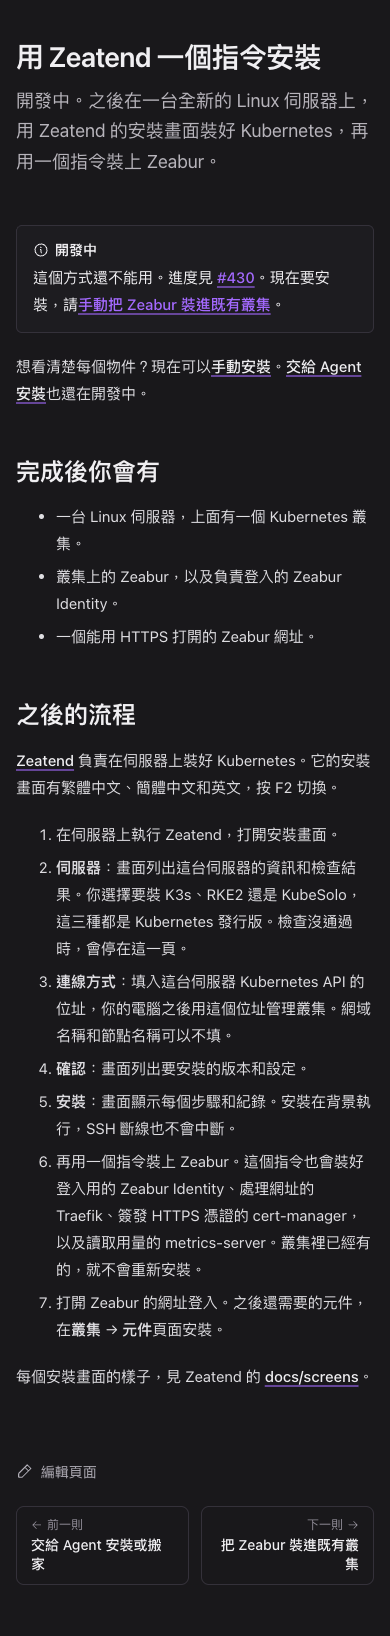 用 Zeatend 一個指令安裝
開發中。之後在一台全新的 Linux 伺服器上，
用 Zeatend 的安裝畫面裝好 Kubernetes，再
用一個指令裝上 Zeabur。
開發中
這個方式還不能用。進度見 #430。現在要安
裝，請手動把 Zeabur 裝進既有叢集。
想看清楚每個物件？現在可以手動安裝。交給 Agent
安裝也還在開發中。
完成後你會有
• 一台 Linux 伺服器，上面有一個 Kubernetes 叢
集。
• 叢集上的 Zeabur，以及負責登入的 Zeabur
Identity。
• 一個能用 HTTPS 打開的 Zeabur 網址。
之後的流程
Zeatend 負責在伺服器上裝好 Kubernetes。它的安裝
畫面有繁體中文、簡體中文和英文，按 F2 切換。
1. 在伺服器上執行 Zeatend，打開安裝畫面。
2. 伺服器：畫面列出這台伺服器的資訊和檢查結
果。你選擇要裝 K3s、RKE2 還是 KubeSolo，
這三種都是 Kubernetes 發行版。檢查沒通過
時，會停在這一頁。
3. 連線方式：填入這台伺服器 Kubernetes API 的
位址，你的電腦之後用這個位址管理叢集。網域
名稱和節點名稱可以不填。
4. 確認：畫面列出要安裝的版本和設定。
5. 安裝：畫面顯示每個步驟和紀錄。安裝在背景執
行，SSH 斷線也不會中斷。
6. 再用一個指令裝上 Zeabur。這個指令也會裝好
登入用的 Zeabur Identity、處理網址的
Traefik、簽發 HTTPS 憑證的 cert-manager，
以及讀取用量的 metrics-server。叢集裡已經有
的，就不會重新安裝。
7. 打開 Zeabur 的網址登入。之後還需要的元件，
在叢集 → 元件頁面安裝。
每個安裝畫面的樣子，見 Zeatend 的 docs/screens。
編輯頁面
← 前一則
交給 Agent 安裝或搬
家
下一則 →
把 Zeabur 裝進既有叢
集